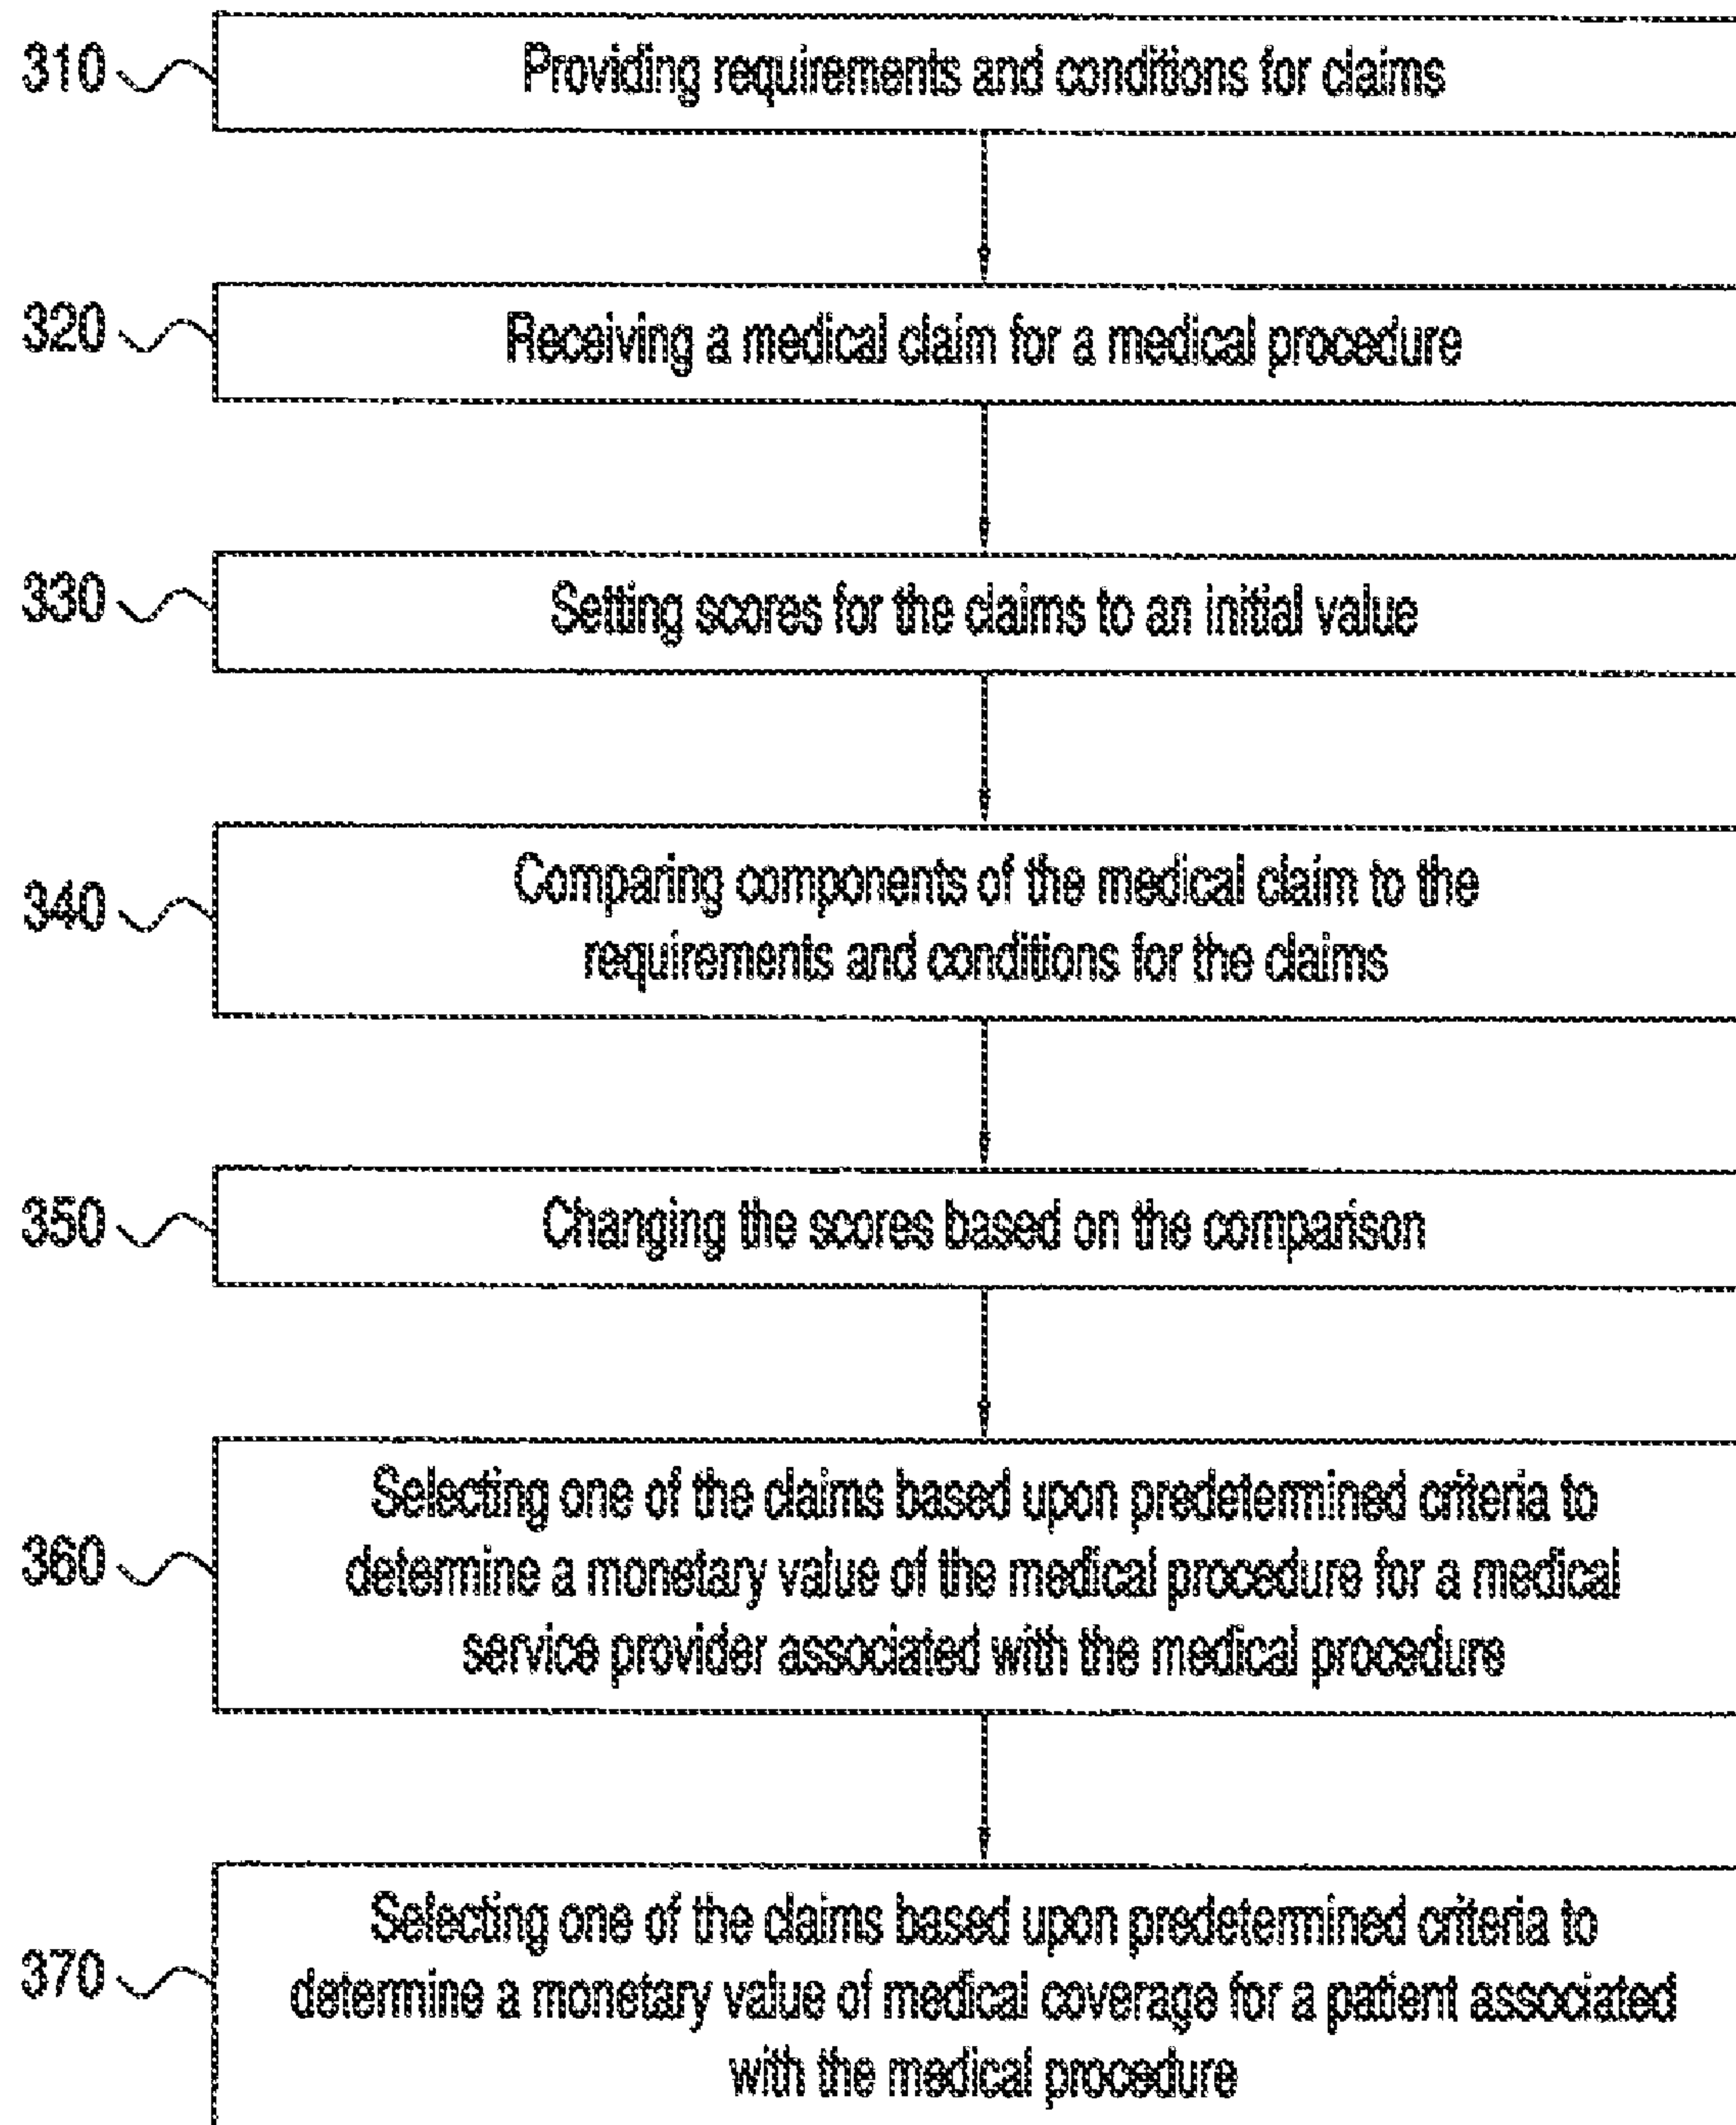 310 Providing requirements and conditions for claims
320 Receiving a medical claim for a medical procedure
330 Setting scores for the claims to an initial value
340 Comparing components of the medical claim to the
requirements and conditions for the claims
350 Changing the scores based on the comparison
360 Selecting one of the claims based upon predetermined criteria to
determine a monetary value of the medical procedure for a medical
service provider associated with the medical procedure
370 Selecting one of the claims based upon predetermined criteria to
determine a monetary value of medical coverage for a patient associated
with the medical procedure